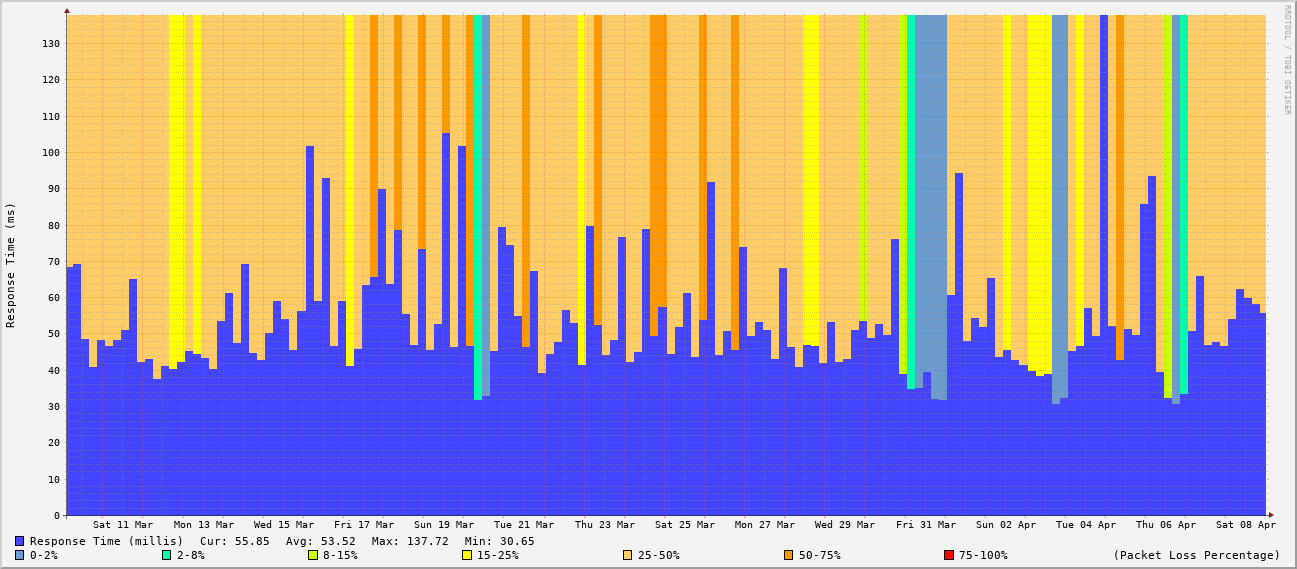 RRDTOOL / TOBI OETIKER
Response Time (ms)
130
120
110
100
90
80
70
60
50
40
30
20
10
0
Sat 11 Mar Mon 13 Mar Wed 15 Mar Fri 17 Mar Sun 19 Mar Tue 21 Mar Thu 23 Mar Sat 25 Mar Mon 27 Mar Wed 29 Mar Fri 31 Mar Sun 02 Apr Tue 04 Apr Thu 06 Apr Sat 08 Apr
Response Time (millis) Cur: 55.85 Avg: 53.52 Max: 137.72 Min: 30.65
0-2% 2-8% 8-15% 15-25% 25-50% 50-75% 75-100% (Packet Loss Percentage)